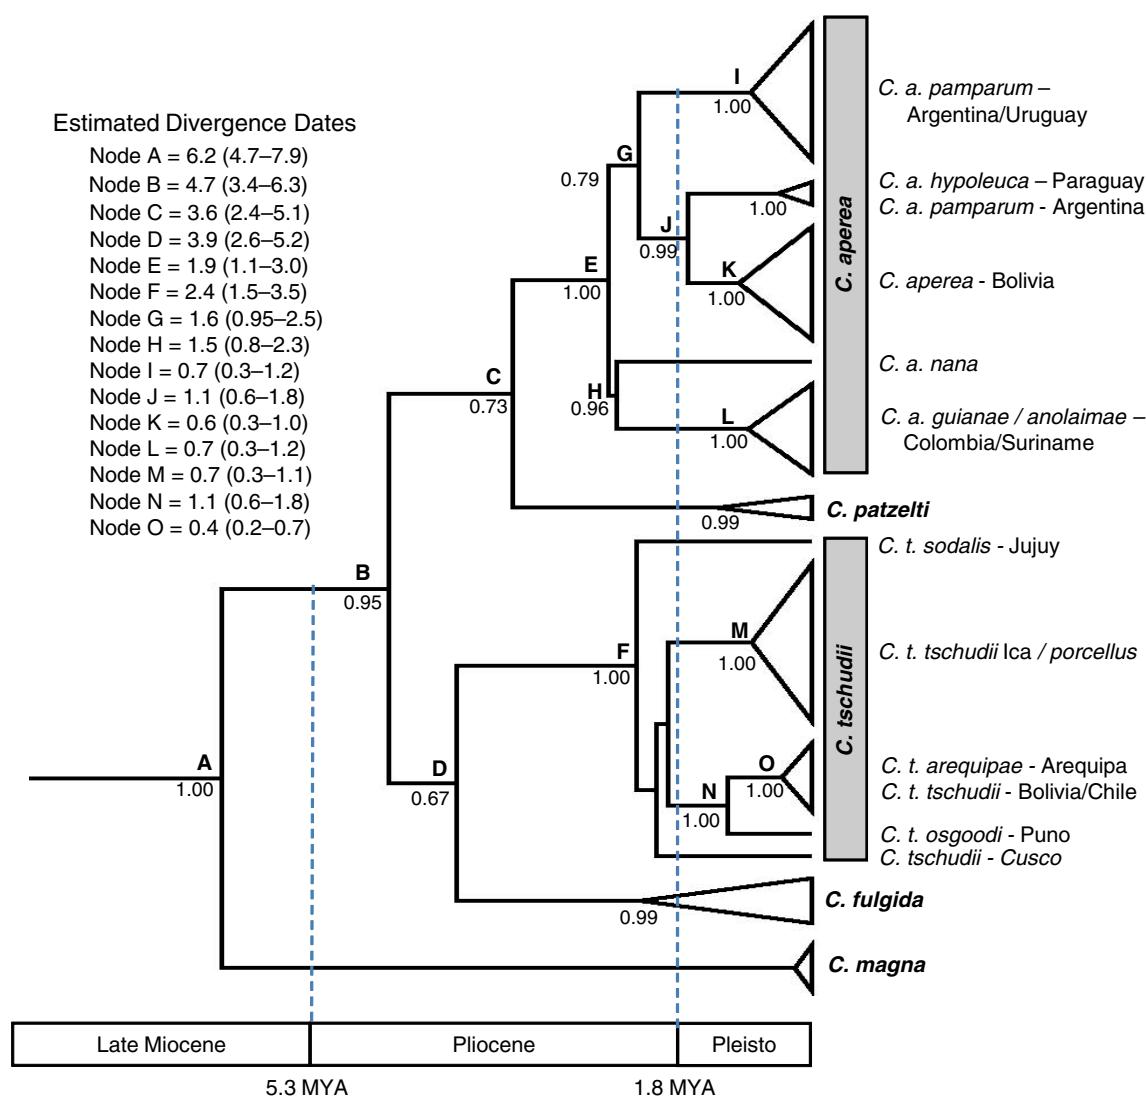 Estimated Divergence Dates
Node A = 6.2 (4.7–7.9)
Node B = 4.7 (3.4–6.3)
Node C = 3.6 (2.4–5.1)
Node D = 3.9 (2.6–5.2)
Node E = 1.9 (1.1–3.0)
Node F = 2.4 (1.5–3.5)
Node G = 1.6 (0.95–2.5)
Node H = 1.5 (0.8–2.3)
Node I = 0.7 (0.3–1.2)
Node J = 1.1 (0.6–1.8)
Node K = 0.6 (0.3–1.0)
Node L = 0.7 (0.3–1.2)
Node M = 0.7 (0.3–1.1)
Node N = 1.1 (0.6–1.8)
Node O = 0.4 (0.2–0.7)
A
1.00
B
0.95
C
0.73
D
0.67
E
1.00
F
1.00
G
0.79
H
0.96
I
1.00
J
0.99
1.00
K
1.00
L
1.00
0.99
M
1.00
N
1.00
O
1.00
0.99
C. a. pamparum –
Argentina/Uruguay
C. a. hypoleuca – Paraguay
C. a. pamparum - Argentina
C. aperea - Bolivia
C. a. nana
C. a. guianae / anolaimae –
Colombia/Suriname
C. aperea
C. patzelti
C. t. sodalis - Jujuy
C. t. tschudii Ica / porcellus
C. t. arequipae - Arequipa
C. t. tschudii - Bolivia/Chile
C. t. osgoodi - Puno
C. tschudii - Cusco
C. tschudii
C. fulgida
C. magna
Late Miocene
Pliocene
Pleisto
5.3 MYA
1.8 MYA